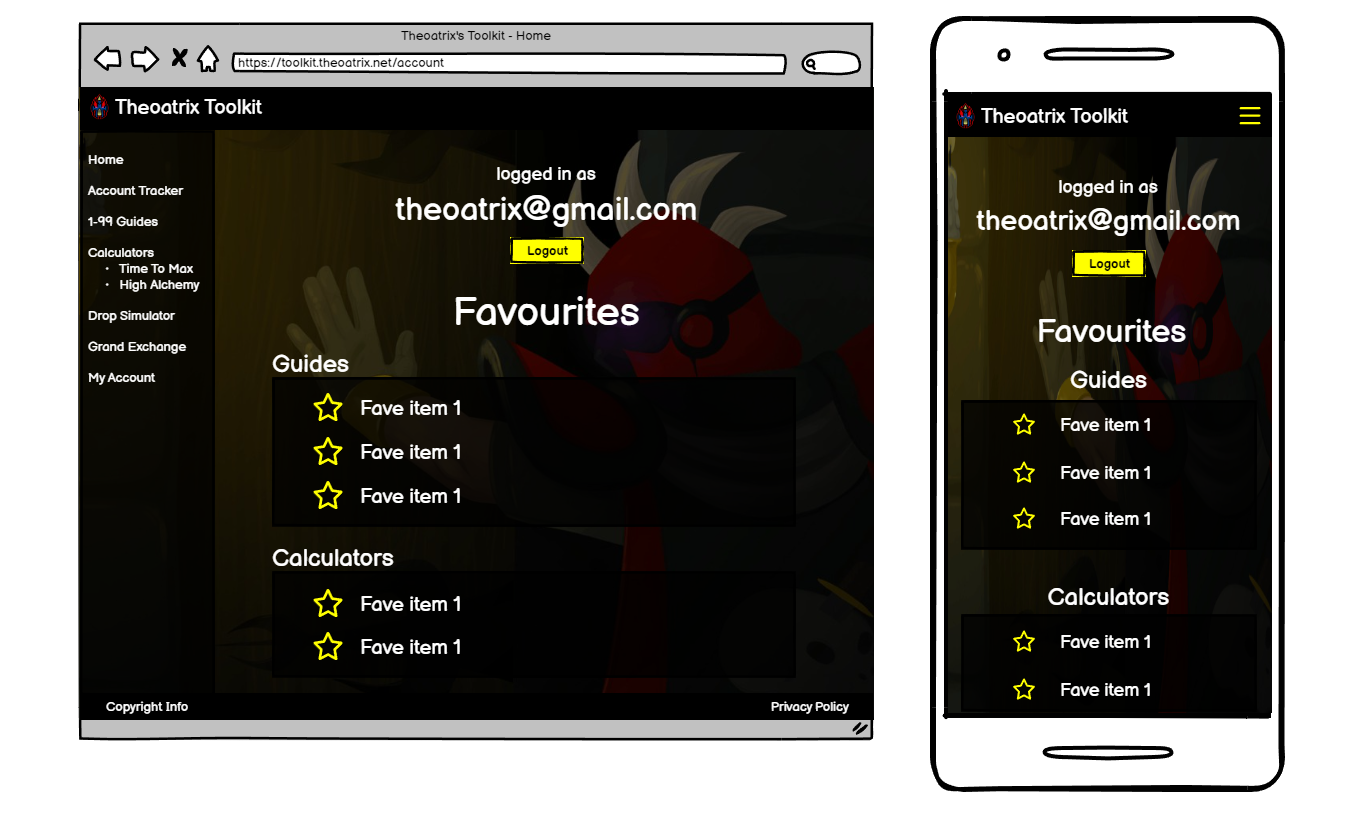 Theoatrix's Toolkit - Home
https://toolkit.theoatrix.net/account
Theoatrix Toolkit
Home
Account Tracker
1-99 Guides
Calculators
• Time To Max
• High Alchemy
Drop Simulator
Grand Exchange
My Account
logged in as
theoatrix@gmail.com
Logout
Favourites
Guides
Fave item 1
Fave item 1
Fave item 1
Calculators
Fave item 1
Fave item 1
Copyright Info
Privacy Policy
Theoatrix Toolkit
logged in as
theoatrix@gmail.com
Logout
Favourites
Guides
Fave item 1
Fave item 1
Fave item 1
Calculators
Fave item 1
Fave item 1